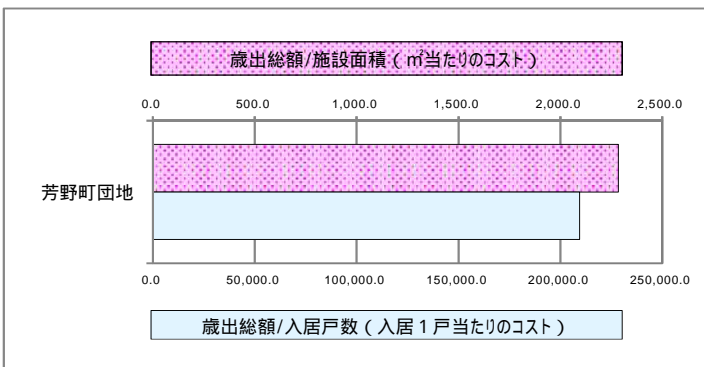 歳出総額/施設面積(㎡当たりのコスト)
0.0 500.0 1,000.0 1,500.0 2,000.0 2,500.0
芳野町団地
0.0 50,000.0 100,000.0 150,000.0 200,000.0 250,000.0
歳出総額/入居戸数(入居1戸当たりのコスト)